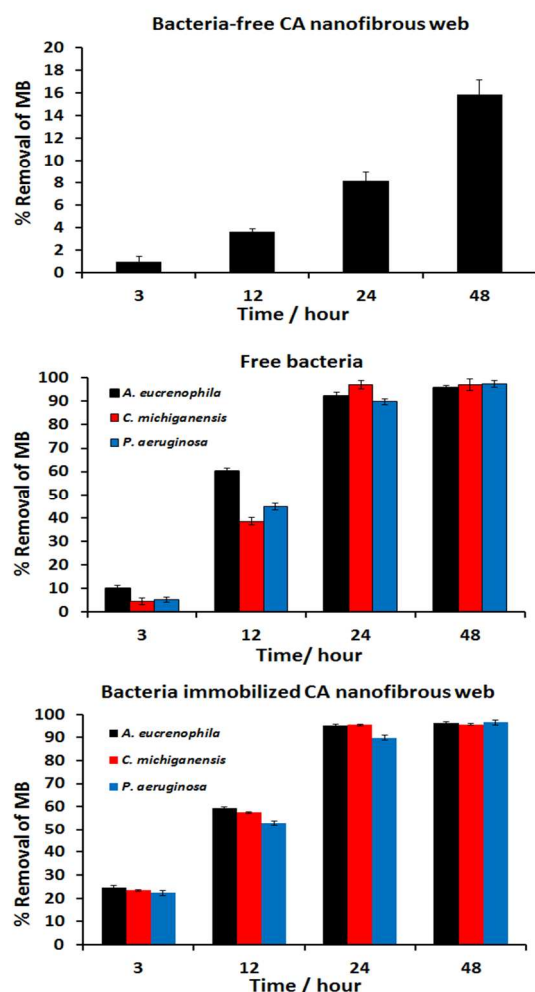 Bacteria-free CA nanofibrous web
% Removal of MB
20
18
16
14
12
10
8
6
4
2
0
3 12 24 48
Time / hour
Free bacteria
% Removal of MB
100
90
80
70
60
50
40
30
20
10
0
A. eucrenophila
C. michiganensis
P. aeruginosa
3 12 24 48
Time/ hour
Bacteria immobilized CA nanofibrous web
% Removal of MB
100
90
80
70
60
50
40
30
20
10
0
A. eucrenophila
C. michiganensis
P. aeruginosa
3 12 24 48
Time/ hour